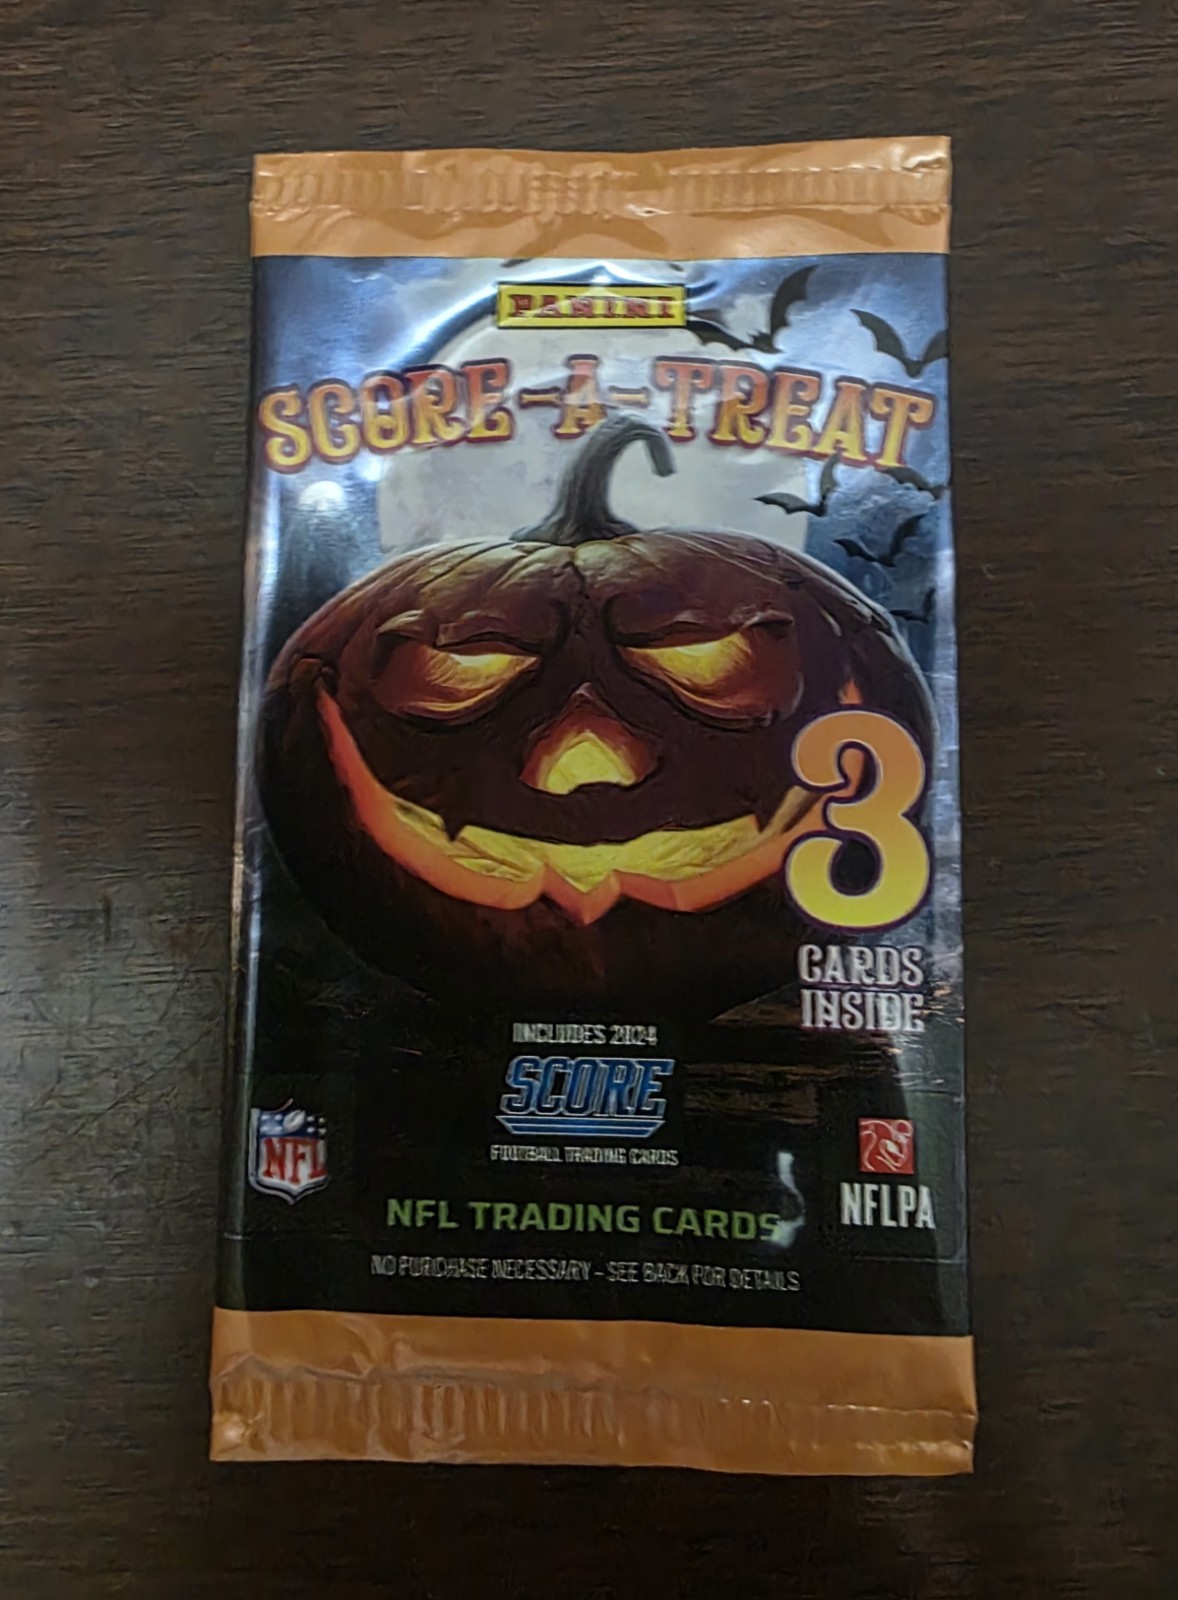 PANINI
SCORE-A-TREAT
3
CARDS
INSIDE
INCLUDES 2024
SCORE
FOOTBALL TRADING CARDS
NFL
NFLPA
NFL TRADING CARDS
NO PURCHASE NECESSARY - SEE BACK FOR DETAILS